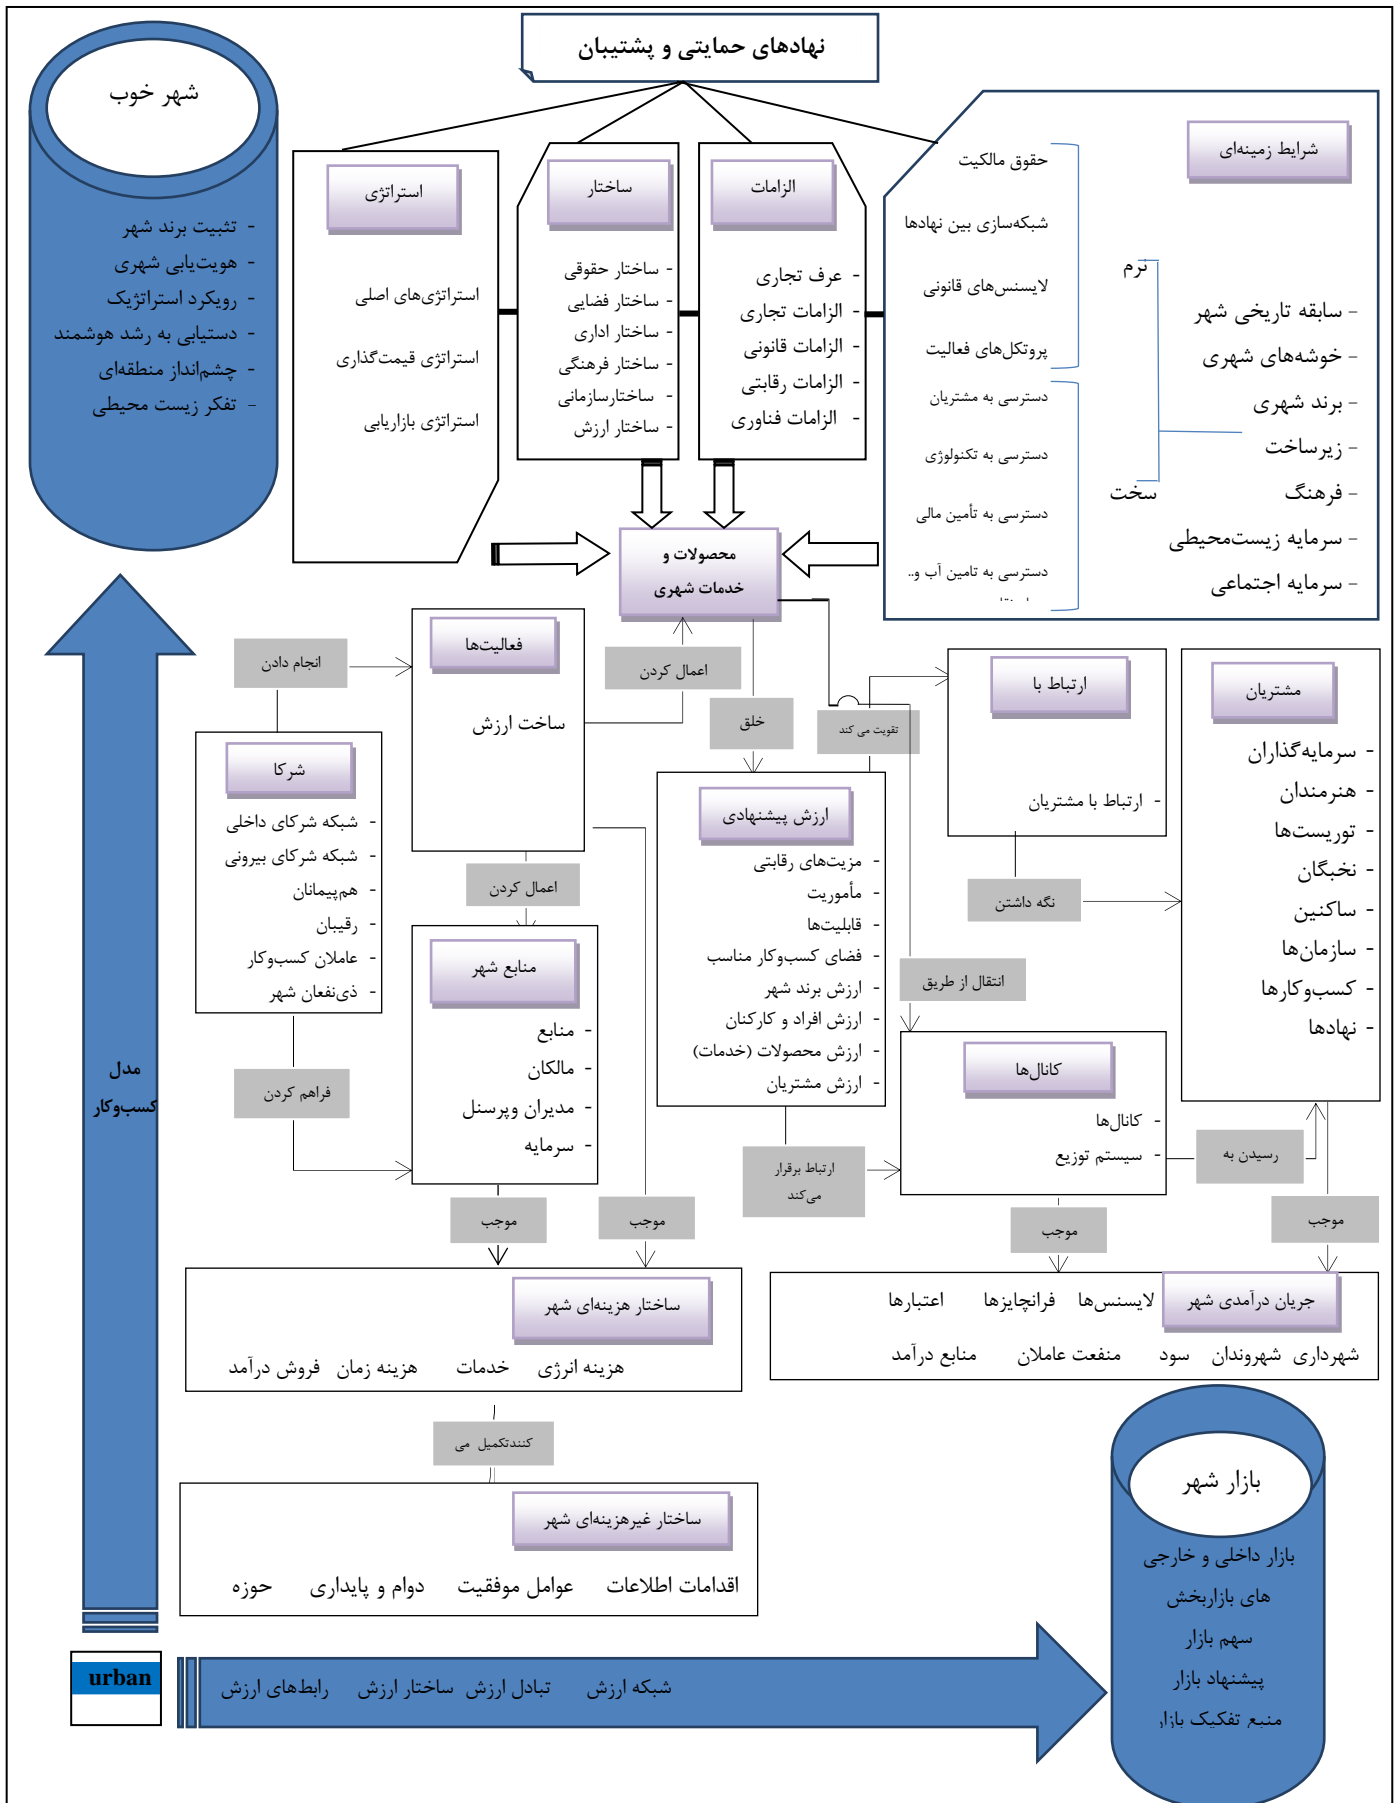 نهادهای حمایتی و پشتیبان
شهر خوب
- تثبیت برند شهر
- هویت‌یابی شهری
- رویکرد استراتژیک
- دستیابی به رشد هوشمند
- چشم‌انداز منطقه‌ای
- تفکر زیست محیطی
شرایط زمینه‌ای
- سابقه تاریخی شهر
- خوشه‌های شهری
- برند شهری
- زیرساخت
- فرهنگ
- سرمایه زیست‌محیطی
- سرمایه اجتماعی
نرم
سخت
حقوق مالکیت
شبکه‌سازی بین نهادها
لایسنس‌های قانونی
پروتکل‌های فعالیت
دسترسی به مشتریان
دسترسی به تکنولوژی
دسترسی به تأمین مالی
دسترسی به تامین آب و..
الزامات
- عرف تجاری
- الزامات تجاری
- الزامات قانونی
- الزامات رقابتی
- الزامات فناوری
ساختار
- ساختار حقوقی
- ساختار فضایی
- ساختار اداری
- ساختار فرهنگی
- ساختارسازمانی
- ساختار ارزش
استراتژی
استراتژی‌های اصلی
استراتژی قیمت‌گذاری
استراتژی بازاریابی
محصولات و
خدمات شهری
مشتریان
- سرمایه‌گذاران
- هنرمندان
- توریست‌ها
- نخبگان
- ساکنین
- سازمان‌ها
- کسب‌وکارها
- نهادها
ارتباط با
- ارتباط با مشتریان
تقویت می کند
خلق
اعمال کردن
فعالیت‌ها
ساخت ارزش
انجام دادن
شرکا
- شبکه شرکای داخلی
- شبکه شرکای بیرونی
- هم‌پیمانان
- رقیبان
- عاملان کسب‌وکار
- ذی‌نفعان شهر
ارزش پیشنهادی
- مزیت‌های رقابتی
- مأموریت
- قابلیت‌ها
- فضای کسب‌وکار مناسب
- ارزش برند شهر
- ارزش افراد و کارکنان
- ارزش محصولات (خدمات)
- ارزش مشتریان
نگه داشتن
اعمال کردن
انتقال از طریق
منابع شهر
- منابع
- مالکان
- مدیران وپرسنل
- سرمایه
کانال‌ها
- کانال‌ها
- سیستم توزیع
فراهم کردن
ارتباط برقرار
می‌کند
رسیدن به
موجب
موجب
موجب
موجب
مدل
کسب‌وکار
جریان درآمدی شهر
لایسنس‌ها فرانچایزها اعتبارها
شهرداری شهروندان سود منفعت عاملان منابع درآمد
ساختار هزینه‌ای شهر
هزینه انرژی خدمات هزینه زمان فروش درآمد
کنندتکمیل می
ساختار غیرهزینه‌ای شهر
اقدامات اطلاعات عوامل موفقیت دوام و پایداری حوزه
بازار شهر
بازار داخلی و خارجی
های بازاربخش
سهم بازار
پیشنهاد بازار
منبع تفکیک بازار
urban
شبکه ارزش تبادل ارزش ساختار ارزش رابط‌های ارزش